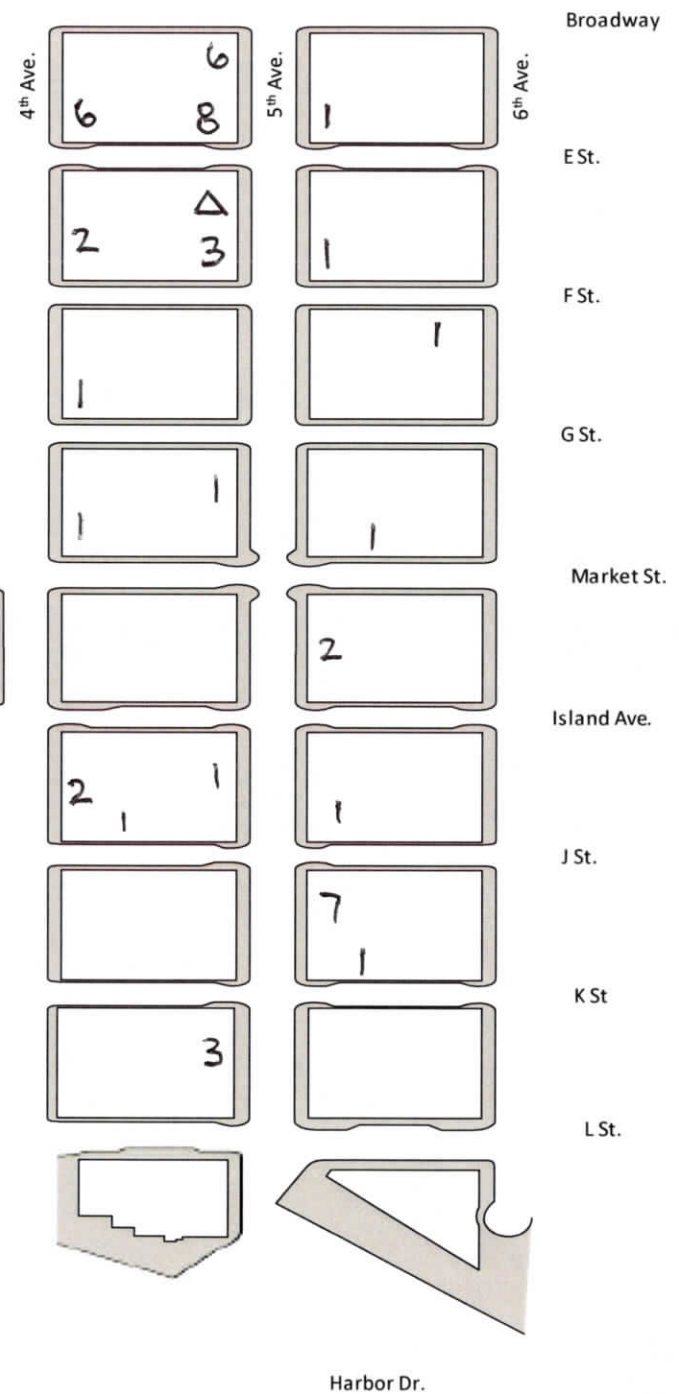 Broadway
4th Ave.
5th Ave.
6th Ave.
6
6 8
1
E St.
Δ
2 3
1
F St.
1
1
G St.
1
1
1
Market St.
2
Island Ave.
2 1
1
1
J St.
7
1
K St
3
L St.
Harbor Dr.